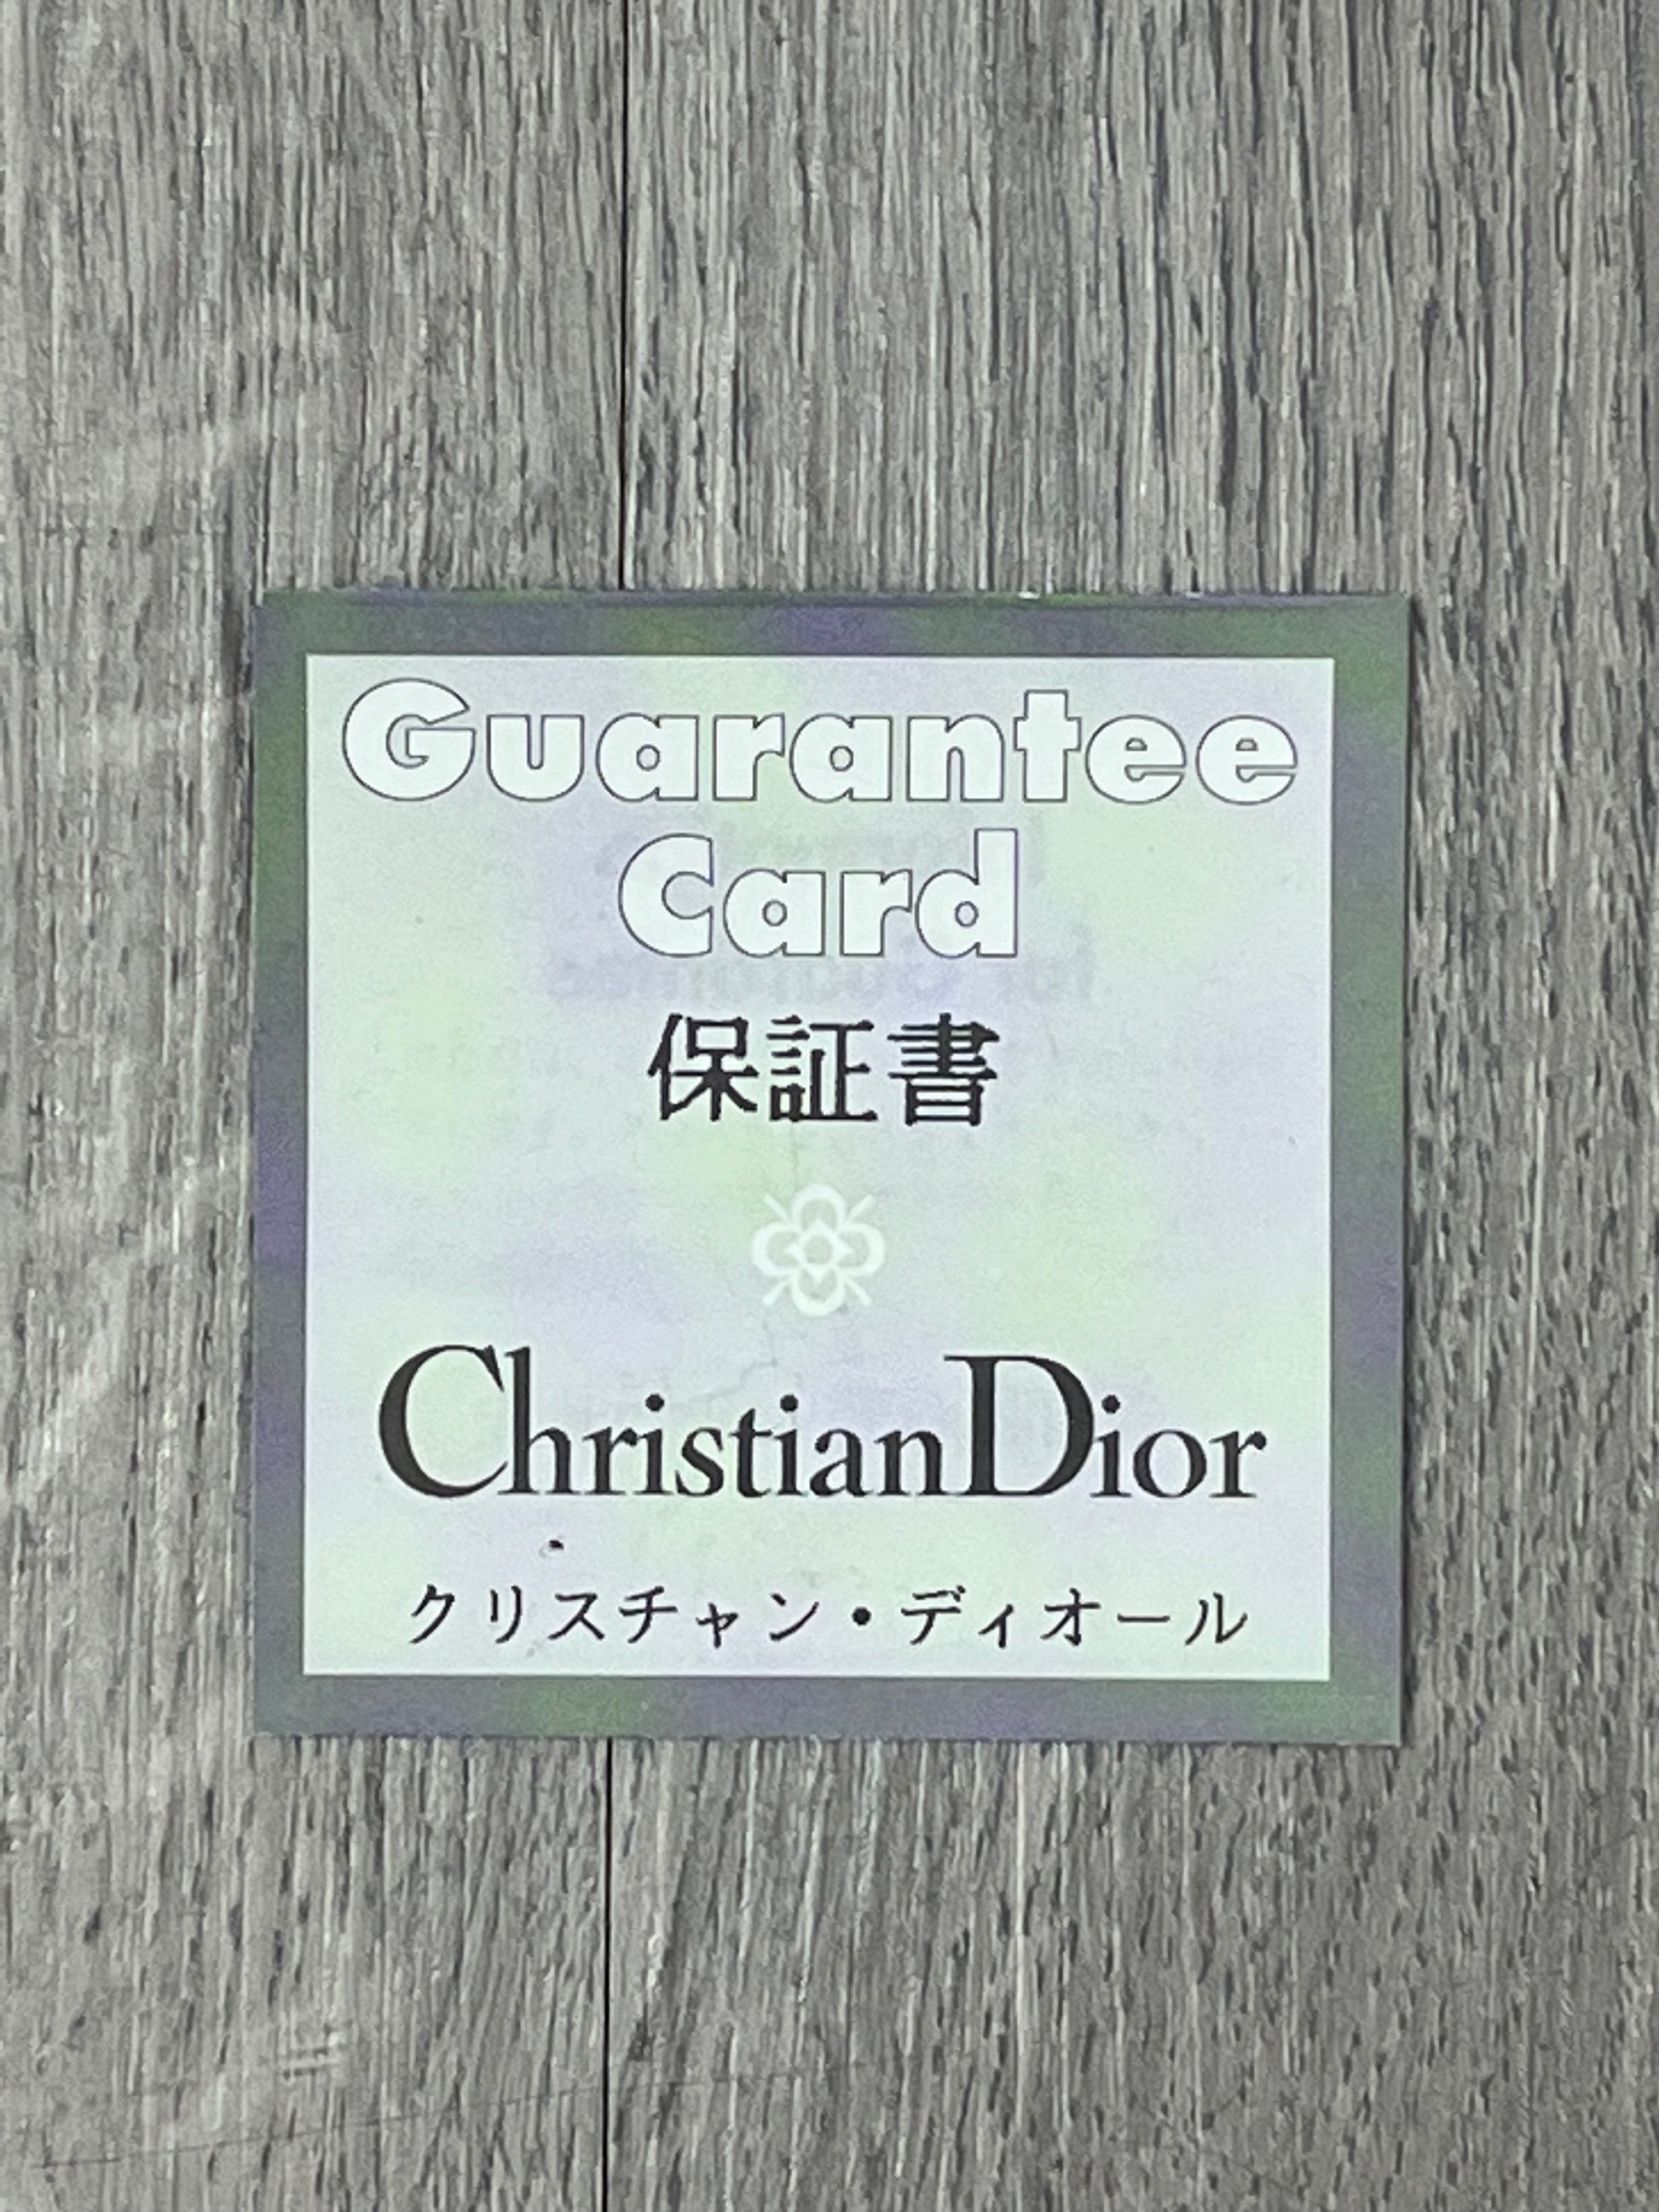 Guarantee
Card
保証書
ChristianDior
クリスチャン・ディオール